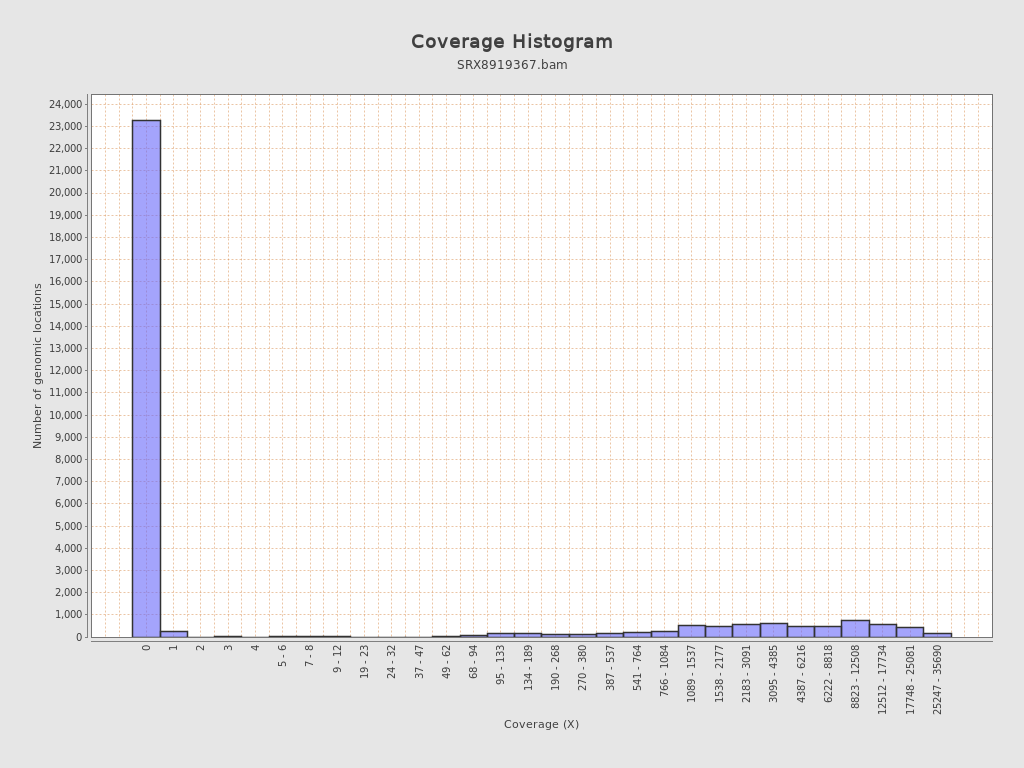 Coverage Histogram
SRX8919367.bam
24,000
23,000
22,000
21,000
20,000
19,000
18,000
17,000
16,000
15,000
14,000
13,000
12,000
11,000
10,000
9,000
8,000
7,000
6,000
5,000
4,000
3,000
2,000
1,000
0
Number of genomic locations
0
1
2
3
4
5 - 6
7 - 8
9 - 12
19 - 23
24 - 32
37 - 47
49 - 62
68 - 94
95 - 133
134 - 189
190 - 268
270 - 380
387 - 537
541 - 764
766 - 1084
1089 - 1537
1538 - 2177
2183 - 3091
3095 - 4385
4387 - 6216
6222 - 8818
8823 - 12508
12512 - 17734
17748 - 25081
25247 - 35690
Coverage (X)